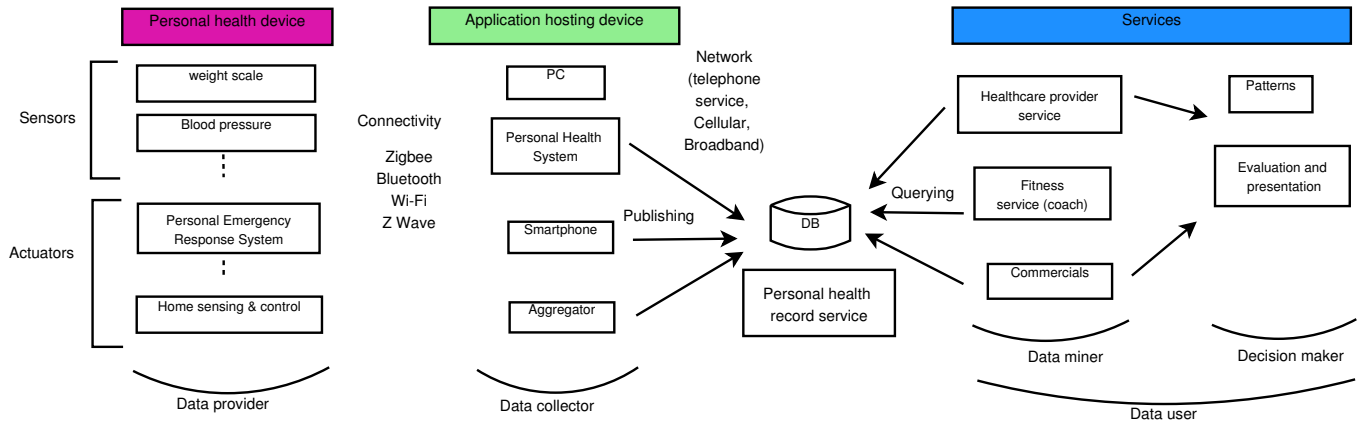 Personal health device
Application hosting device
Services
Sensors
weight scale
Blood pressure
Actuators
Personal Emergency
Response System
Home sensing & control
Data provider
Connectivity
Zigbee
Bluetooth
Wi-Fi
Z Wave
PC
Personal Health
System
Smartphone
Aggregator
Data collector
Network
(telephone
service,
Cellular,
Broadband)
Publishing
DB
Personal health
record service
Querying
Healthcare provider
service
Fitness
service (coach)
Commercials
Data miner
Patterns
Evaluation and
presentation
Decision maker
Data user